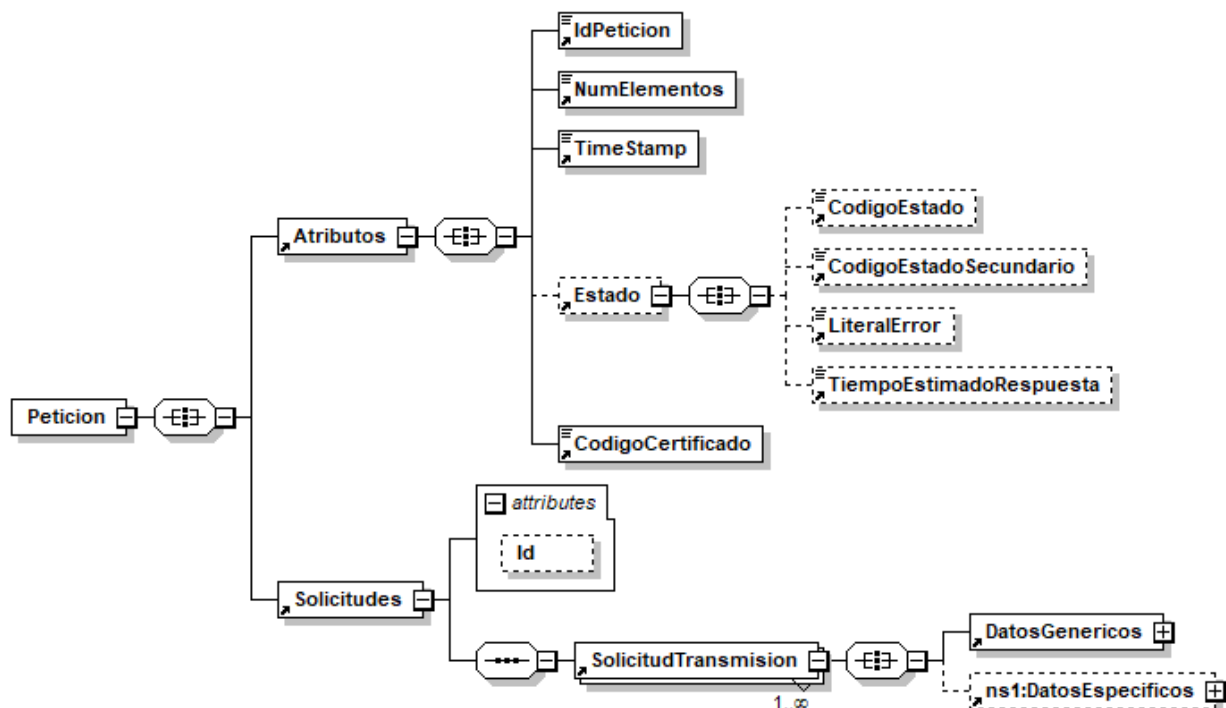 IdPeticion
NumElementos
TimeStamp
CodigoEstado
Atributos
CodigoEstadoSecundario
Estado
LiteralError
TiempoEstimadoRespuesta
Peticion
CodigoCertificado
attributes
Id
Solicitudes
DatosGenericos
SolicitudTransmision
ns1:DatosEspecificos
1..∞